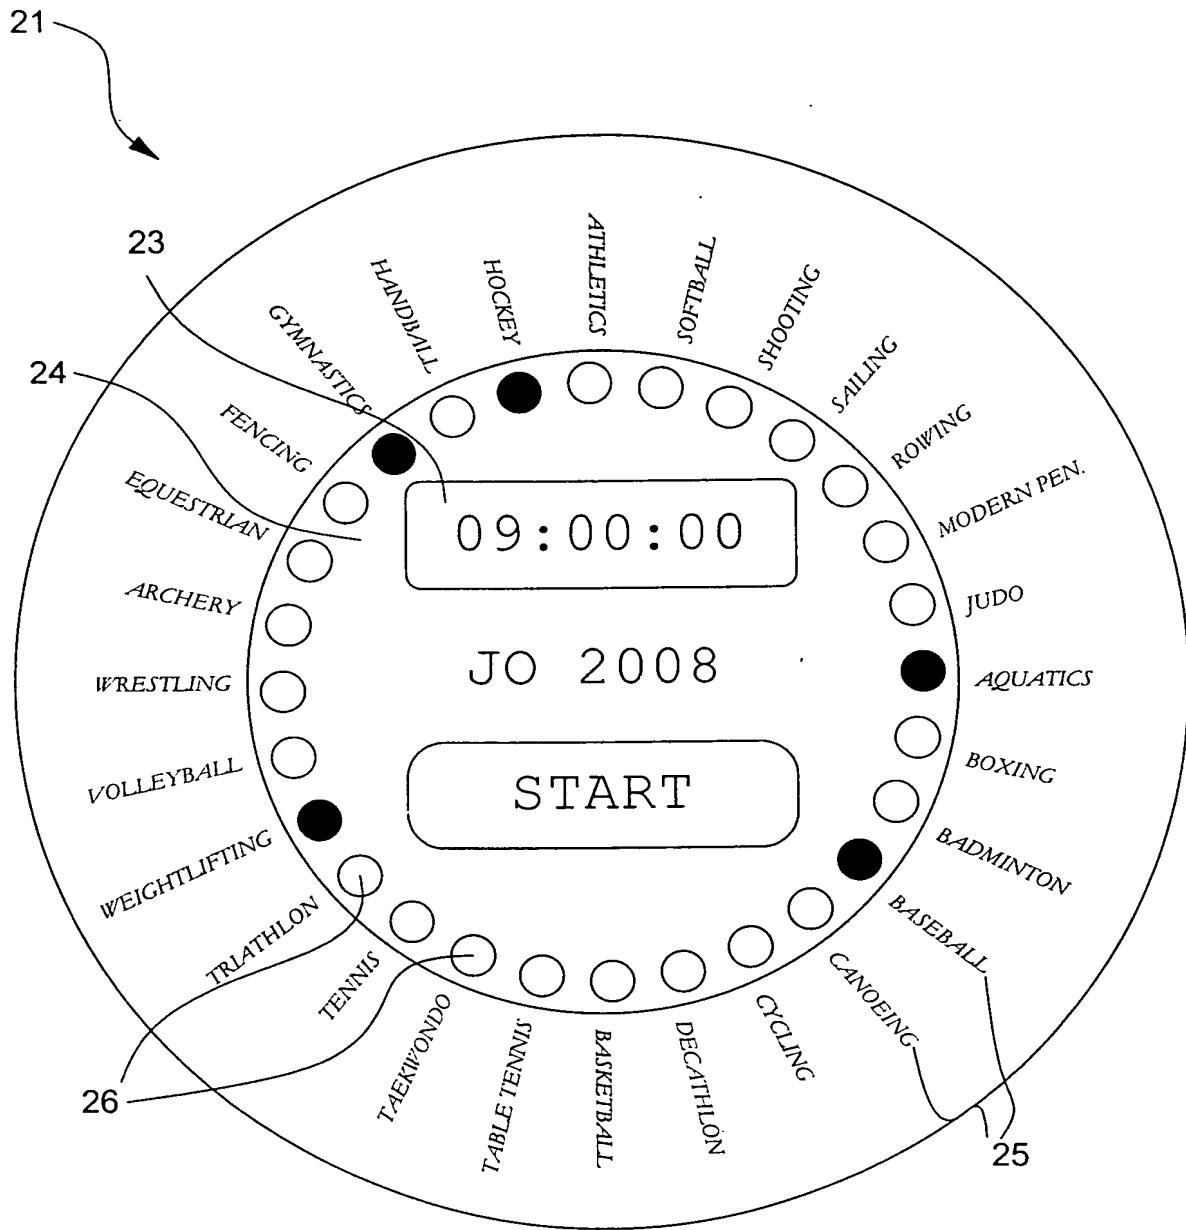 21
23
24
ATHLETICS
SOFTBALL
SHOOTING
SAILING
ROWING
MODERN PEN.
JUDO
AQUATICS
BOXING
BADMINTON
BASEBALL
CANOEING
CYCLING
DECATHLON
BASKETBALL
TABLE TENNIS
TAEKWONDO
TENNIS
TRIATHLON
WEIGHTLIFTING
VOLLEYBALL
WRESTLING
ARCHERY
EQUESTRIAN
FENCING
GYMNASTICS
HANDBALL
HOCKEY
09:00:00
JO 2008
START
26
25